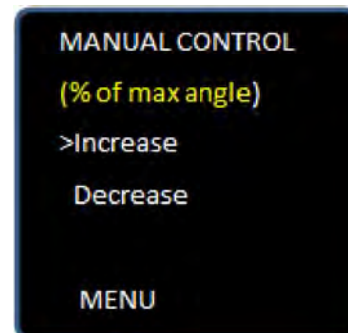 MANUAL CONTROL
(% of max angle)
>Increase
Decrease
MENU